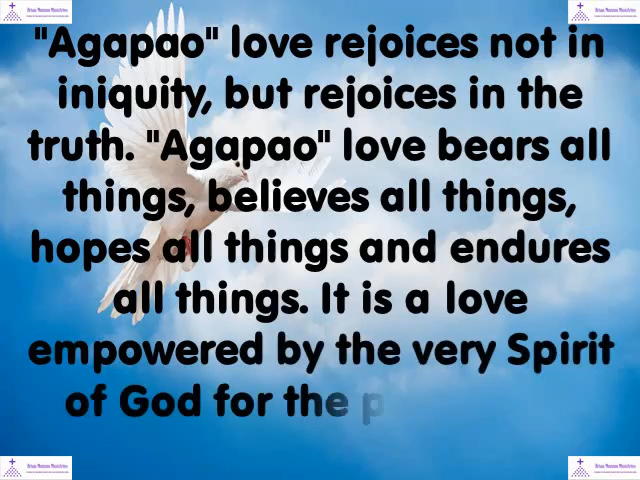 "Agapao" love rejoices not in
iniquity, but rejoices in the
truth. "Agapao" love bears all
things, believes all things,
hopes all things and endures
all things. It is a love
empowered by the very Spirit
of God for the p